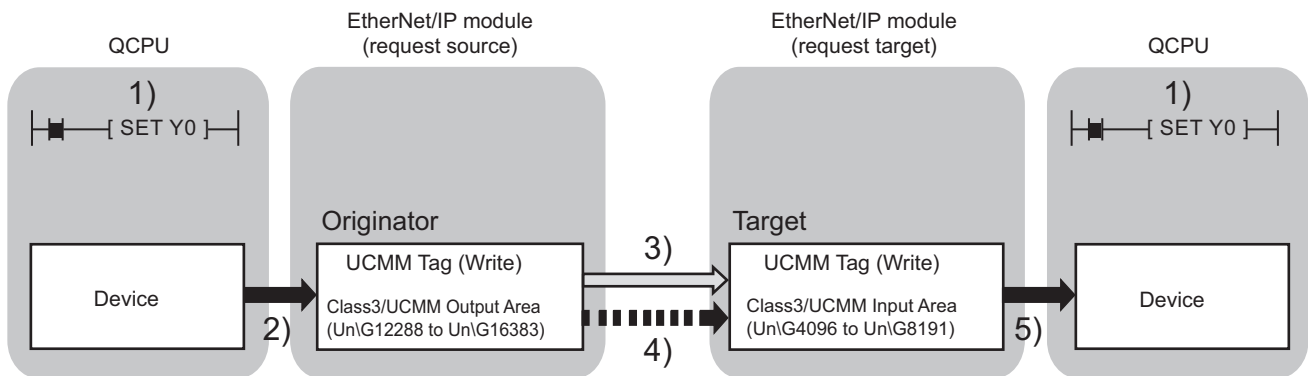 EtherNet/IP module
(request source)
EtherNet/IP module
(request target)
QCPU
QCPU
1)
[ SET Y0 ]
1)
[ SET Y0 ]
Originator
Target
3)
UCMM Tag (Write)
UCMM Tag (Write)
Device
Class3/UCMM Output Area
(Un\G12288 to Un\G16383)
Class3/UCMM Input Area
(Un\G4096 to Un\G8191)
Device
2)
4)
5)